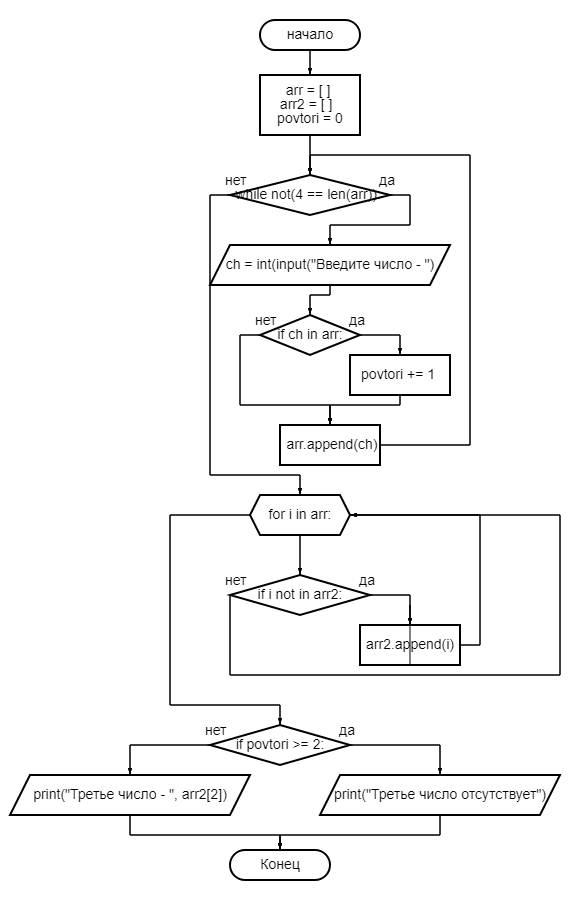 начало
arr = [ ]
arr2 = [ ]
povtori = 0
нет
да
while not(4 == len(arr)):
ch = int(input("Введите число - ")
нет
да
if ch in arr:
povtori += 1
arr.append(ch)
for i in arr:
нет
да
if i not in arr2:
arr2.append(i)
нет
да
if povtori >= 2:
print("Третье число - ", arr2[2])
print("Третье число отсутствует")
Конец